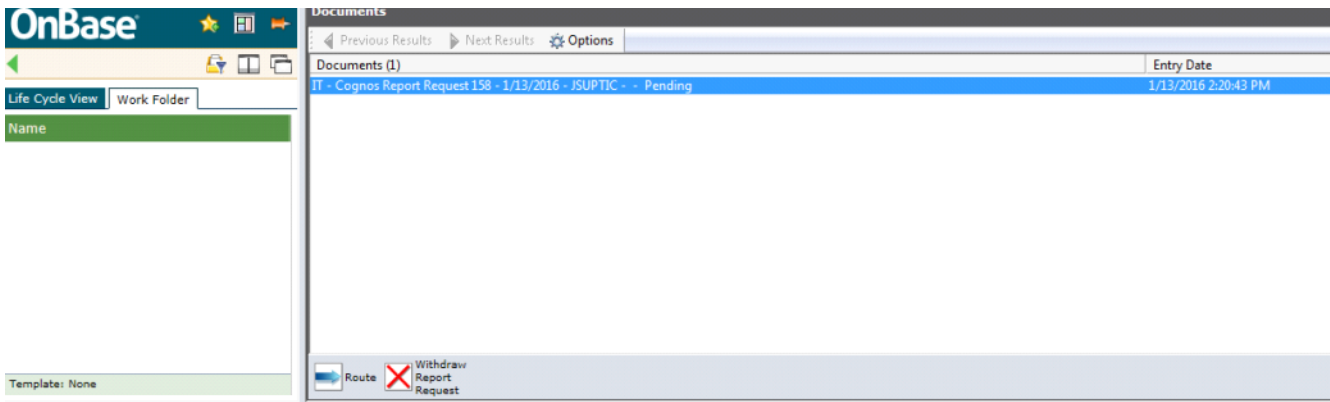 OnBase
Documents
Previous Results Next Results Options
Documents (1) Entry Date
IT - Cognos Report Request 158 - 1/13/2016 - JSUPTIC - - Pending 1/13/2016 2:20:43 PM
Life Cycle View Work Folder
Name
Template: None
Route
Withdraw
Report
Request